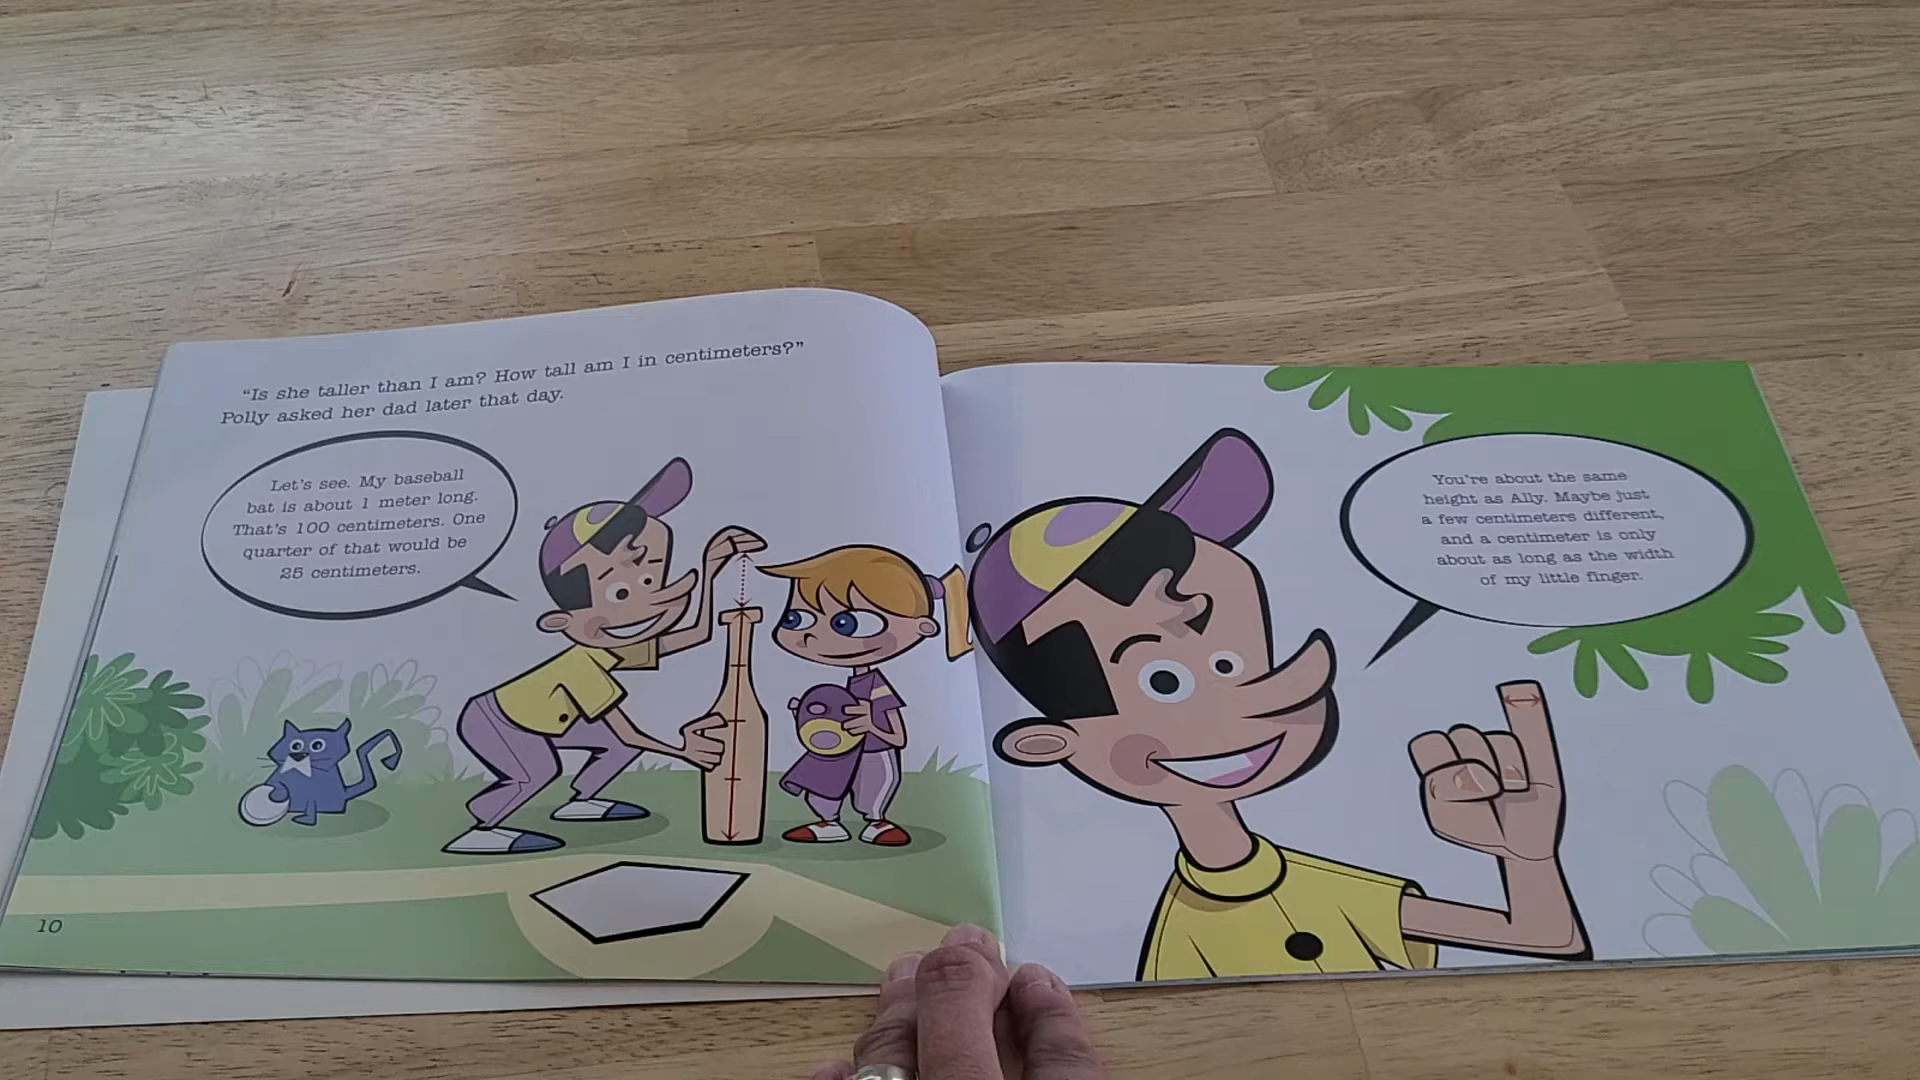 “Is she taller than I am? How tall am I in centimeters?”
Polly asked her dad later that day.
Let's see. My baseball
bat is about 1 meter long.
That's 100 centimeters. One
quarter of that would be
25 centimeters.
10
You're about the same
height as Ally. Maybe just
a few centimeters different,
and a centimeter is only
about as long as the width
of my little finger.